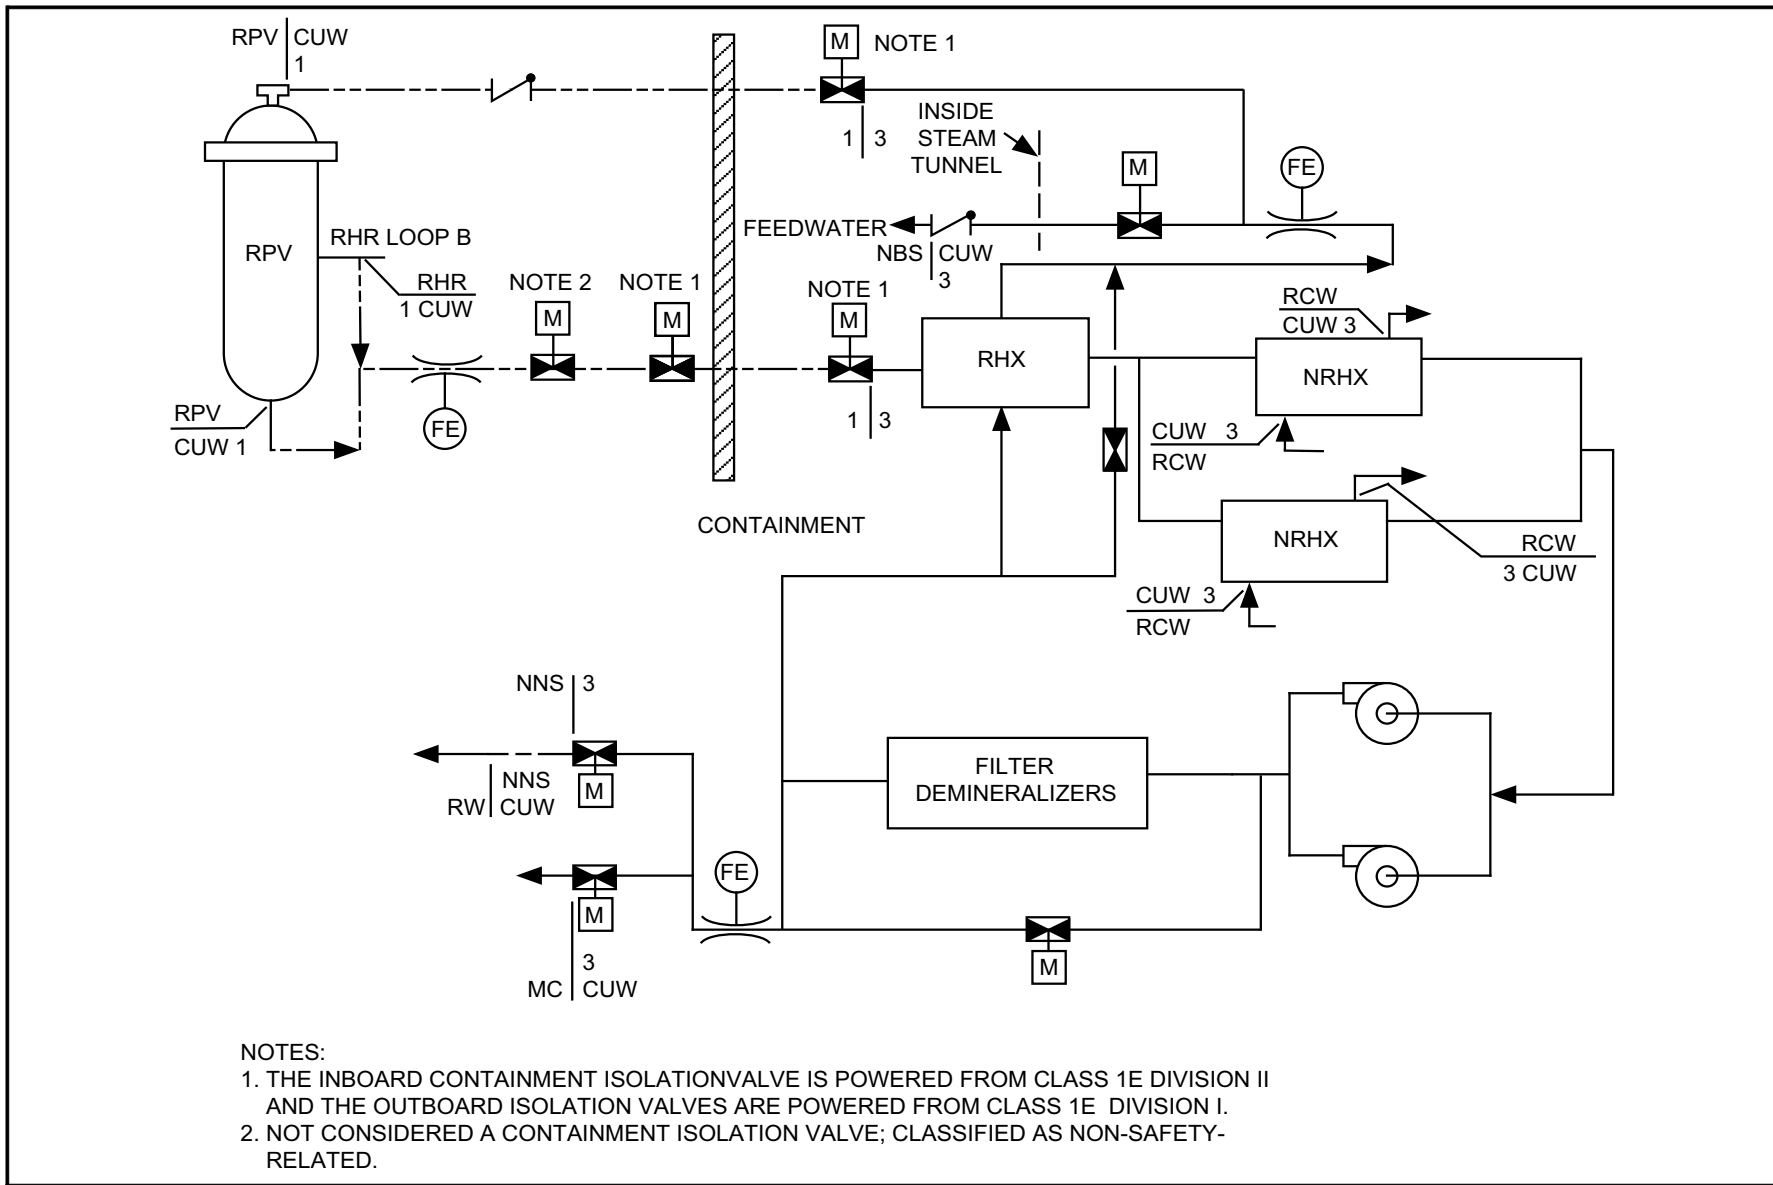 RPV CUW
1
M NOTE 1
1 3
INSIDE
STEAM
TUNNEL
M
FE
FEEDWATER
NBS CUW
3
RPV
RHR LOOP B
RHR
1 CUW
NOTE 2
M
NOTE 1
M
NOTE 1
M
1 3
FE
RPV
CUW 1
RHX
RCW
CUW 3
NRHX
CUW 3
RCW
NRHX
RCW
3 CUW
CUW 3
RCW
CONTAINMENT
NNS 3
M
NNS
RW CUW
M
3
MC CUW
FE
FILTER
DEMINERALIZERS
M
NOTES:
1. THE INBOARD CONTAINMENT ISOLATIONVALVE IS POWERED FROM CLASS 1E DIVISION II
AND THE OUTBOARD ISOLATION VALVES ARE POWERED FROM CLASS 1E DIVISION I.
2. NOT CONSIDERED A CONTAINMENT ISOLATION VALVE; CLASSIFIED AS NON-SAFETY-
RELATED.